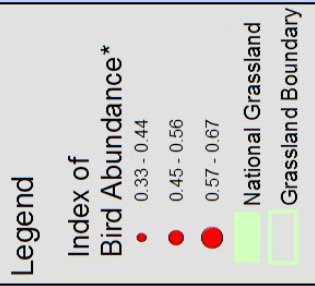 Legend
Index of
Bird Abundance*
0.33 - 0.44
0.45 - 0.56
0.57 - 0.67
National Grassland
Grassland Boundary